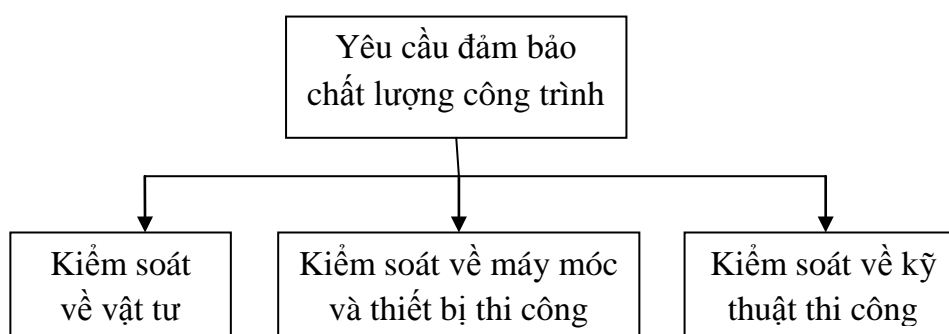 Yêu cầu đảm bảo
chất lượng công trình
Kiểm soát
về vật tư
Kiểm soát về máy móc
và thiết bị thi công
Kiểm soát về kỹ
thuật thi công